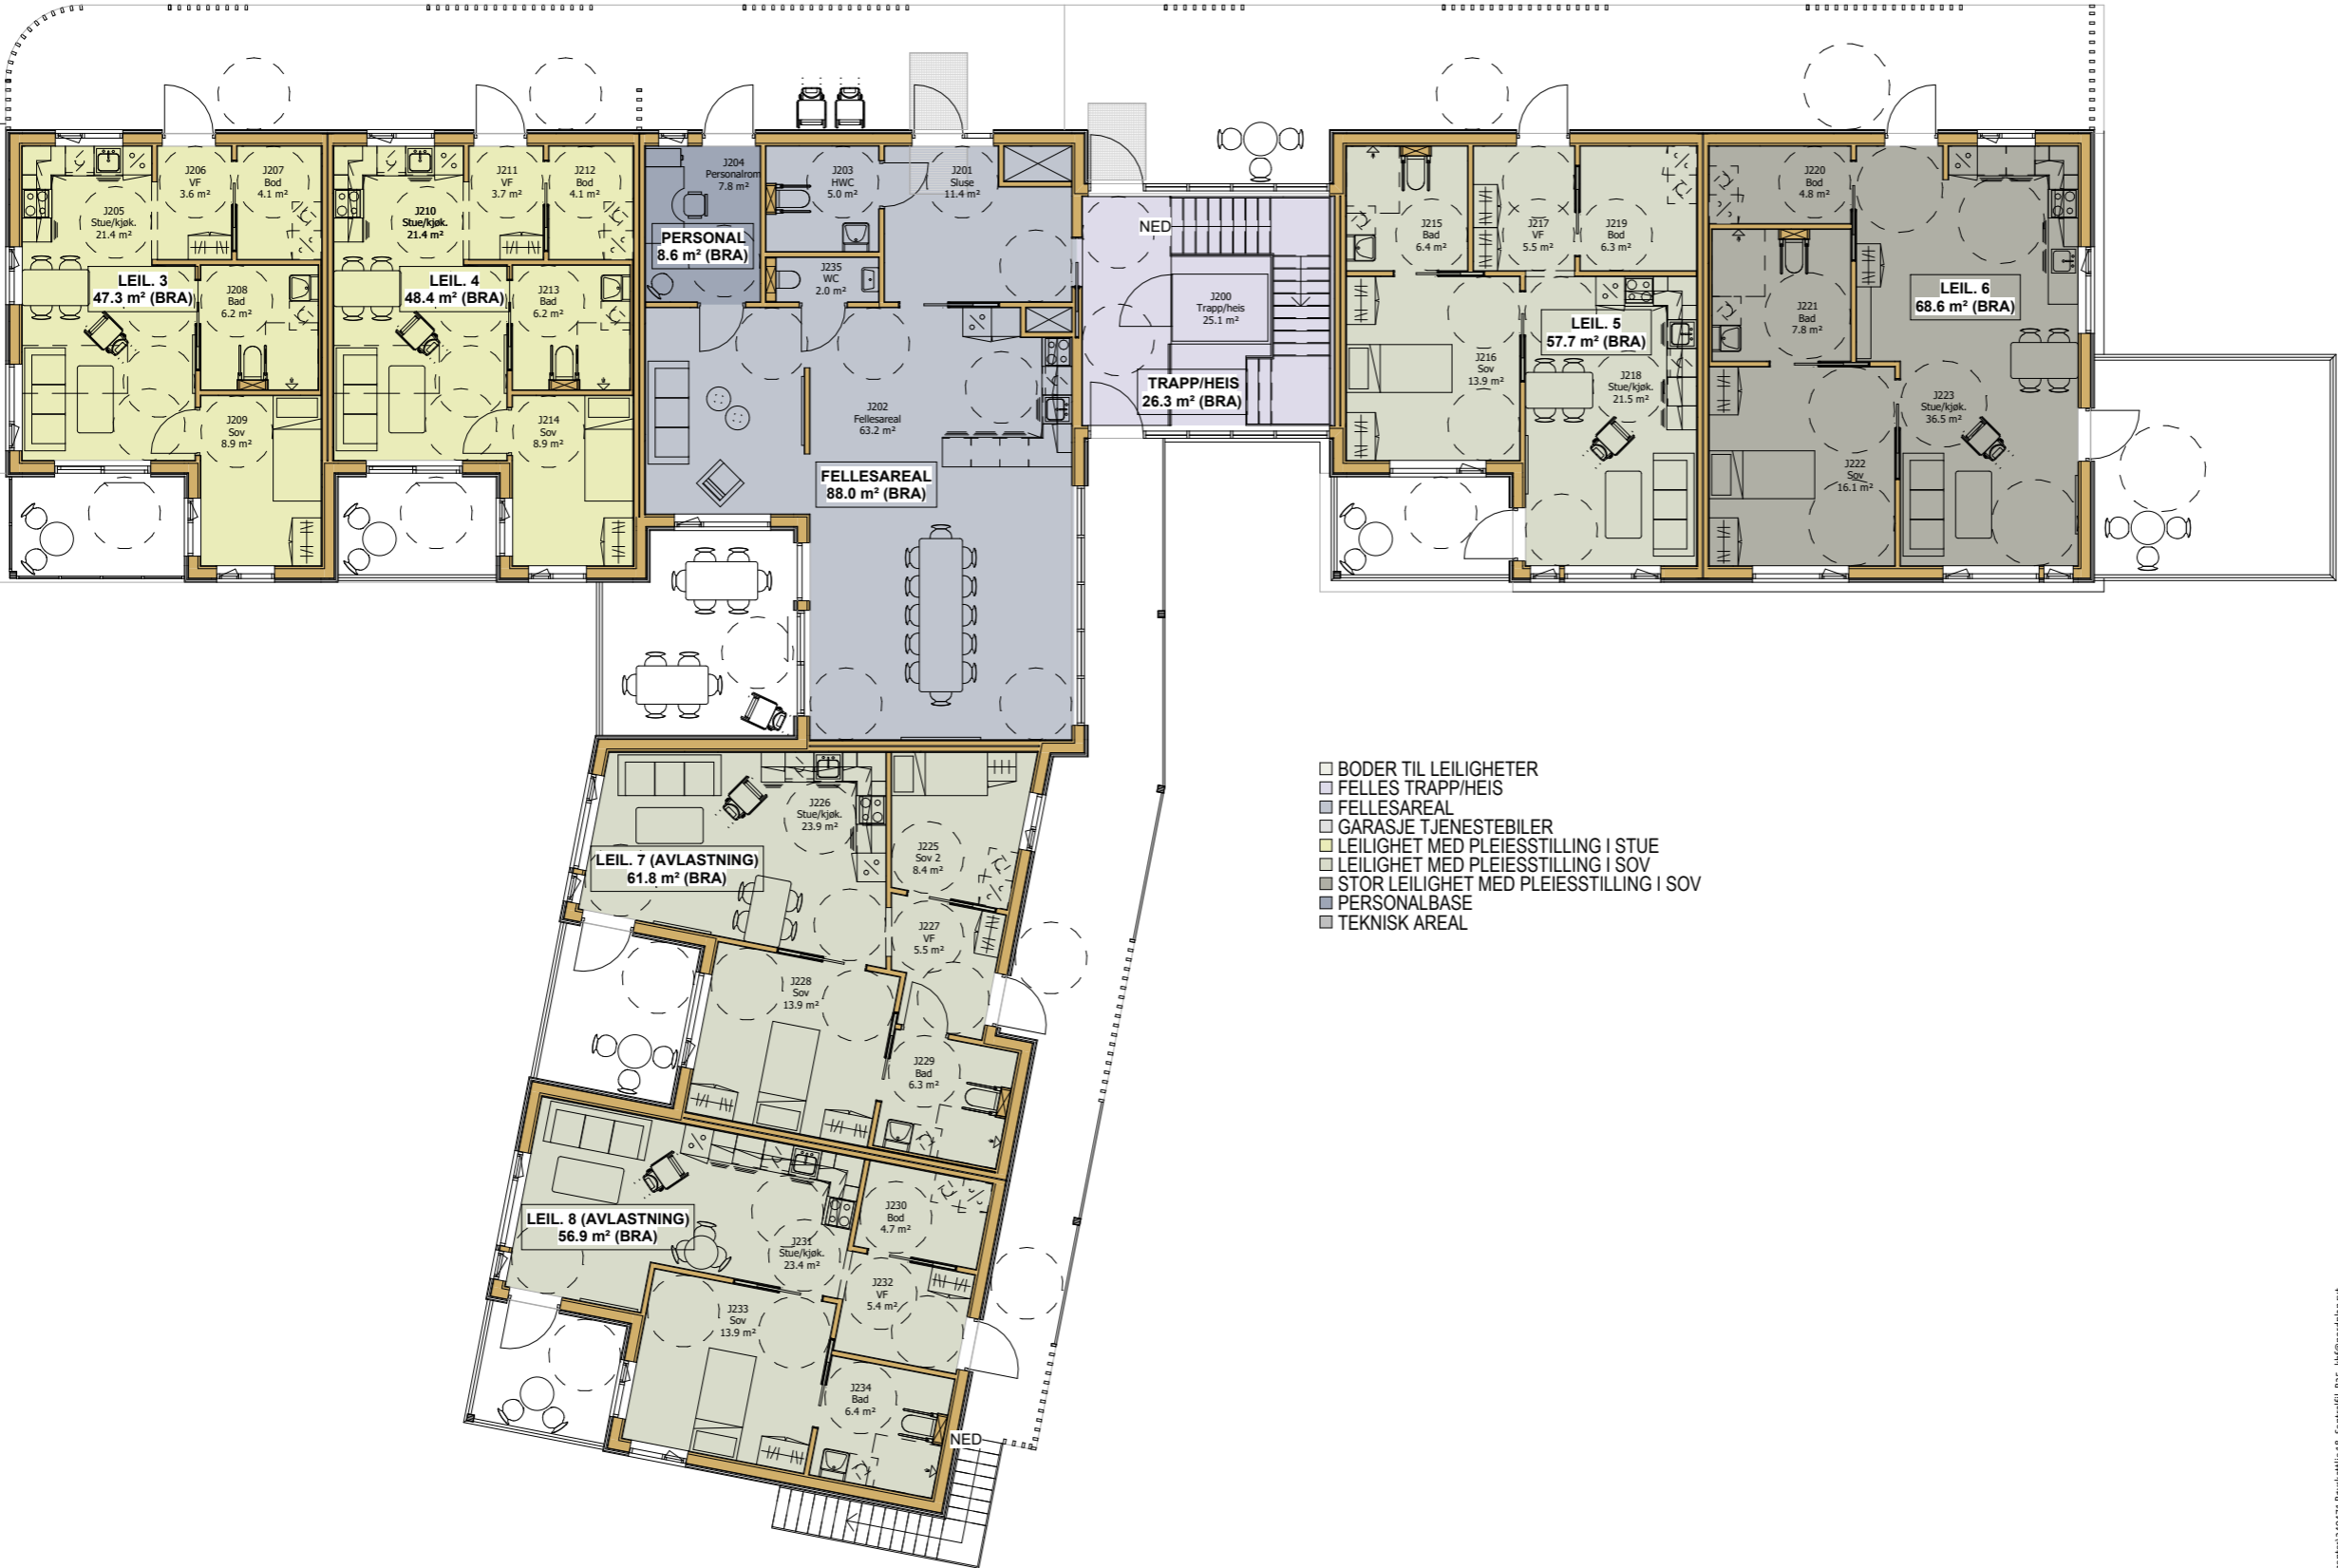 J206
VF
3.6 m²
J207
Bod
4.1 m²
J205
Stue/kjøk.
21.4 m²
LEIL. 3
47.3 m² (BRA)
J208
Bad
6.2 m²
J209
Sov
8.9 m²
J211
VF
3.7 m²
J212
Bod
4.1 m²
J210
Stue/kjøk.
21.4 m²
LEIL. 4
48.4 m² (BRA)
J213
Bad
6.2 m²
J214
Sov
8.9 m²
J204
Personalrom
7.8 m²
PERSONAL
8.6 m² (BRA)
J203
HWC
5.0 m²
J235
WC
2.0 m²
J201
Sluse
11.4 m²
J202
Fellesareal
63.2 m²
FELLESAREAL
88.0 m² (BRA)
NED
J200
Trapp/heis
25.1 m²
TRAPP/HEIS
26.3 m² (BRA)
J215
Bad
6.4 m²
J217
VF
5.5 m²
J219
Bod
6.3 m²
LEIL. 5
57.7 m² (BRA)
J216
Sov
13.9 m²
J218
Stue/kjøk.
21.5 m²
J220
Bod
4.8 m²
J221
Bad
7.8 m²
LEIL. 6
68.6 m² (BRA)
J223
Stue/kjøk.
36.5 m²
J222
Sov
16.1 m²
BODER TIL LEILIGHETER
FELLES TRAPP/HEIS
FELLESAREAL
GARASJE TJENESTEBILER
LEILIGHET MED PLEIESSTILLING I STUE
LEILIGHET MED PLEIESSTILLING I SOV
STOR LEILIGHET MED PLEIESSTILLING I SOV
PERSONALBASE
TEKNISK AREAL
J226
Stue/kjøk.
23.9 m²
J225
Sov 2
8.4 m²
LEIL. 7 (AVLASTNING)
61.8 m² (BRA)
J227
VF
5.5 m²
J228
Sov
13.9 m²
J229
Bad
6.3 m²
J230
Bod
4.7 m²
LEIL. 8 (AVLASTNING)
56.9 m² (BRA)
J231
Stue/kjøk.
23.4 m²
J232
VF
5.4 m²
J233
Sov
13.9 m²
J234
Bad
6.4 m²
NED